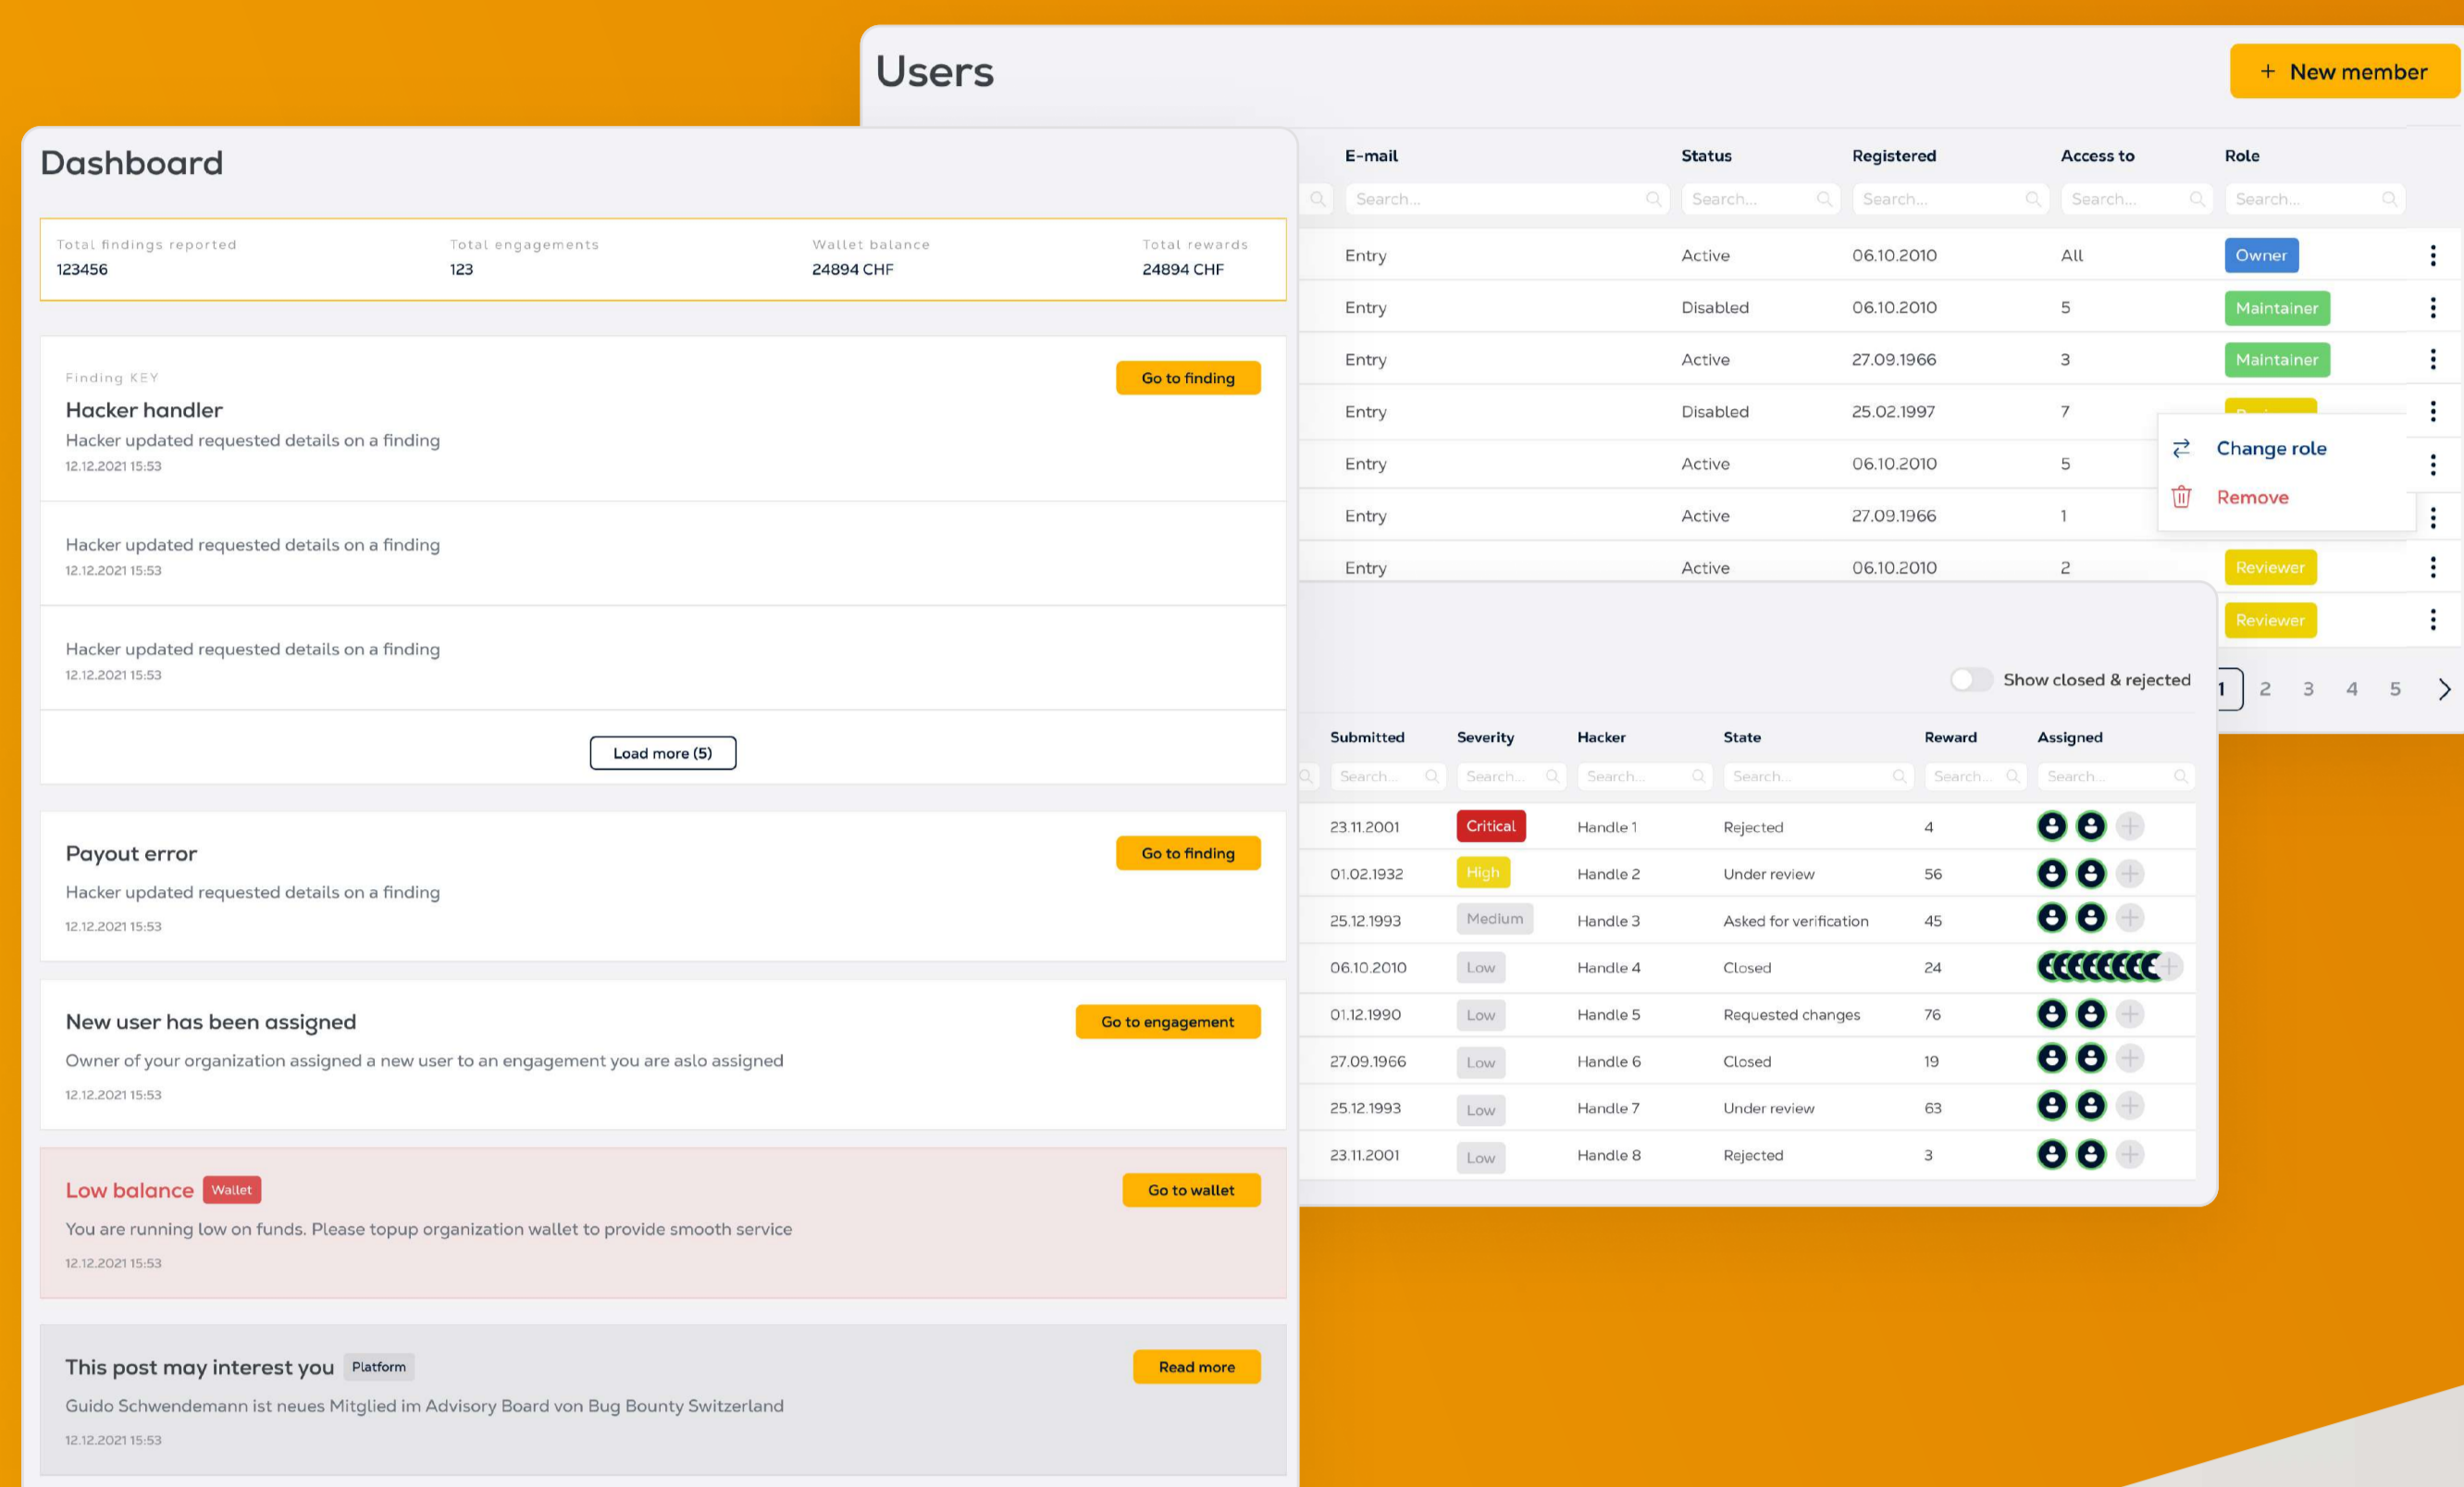 Users
+ New member
Dashboard
Total findings reported Total engagements Wallet balance Total rewards
123456 123 24894 CHF 24894 CHF
Finding KEY
Go to finding
Hacker handler
Hacker updated requested details on a finding
12.12.2021 15:53
Hacker updated requested details on a finding
12.12.2021 15:53
Hacker updated requested details on a finding
12.12.2021 15:53
Load more (5)
Payout error
Go to finding
Hacker updated requested details on a finding
12.12.2021 15:53
New user has been assigned
Go to engagement
Owner of your organization assigned a new user to an engagement you are aslo assigned
12.12.2021 15:53
Low balance Wallet
Go to wallet
You are running low on funds. Please topup organization wallet to provide smooth service
12.12.2021 15:53
This post may interest you Platform
Read more
Guido Schwendemann ist neues Mitglied im Advisory Board von Bug Bounty Switzerland
12.12.2021 15:53
E-mail Status Registered Access to Role
Search... Search... Search... Search... Search...
Entry Active 06.10.2010 All Owner
Entry Disabled 06.10.2010 5 Maintainer
Entry Active 27.09.1966 3 Maintainer
Entry Disabled 25.02.1997 7
Entry Active 06.10.2010 5
Entry Active 27.09.1966 1
Change role
Remove
Entry Active 06.10.2010 2 Reviewer
Reviewer
1 2 3 4 5
Show closed & rejected
Submitted Severity Hacker State Reward Assigned
Search... Search... Search... Search... Search... Search...
23.11.2001 Critical Handle 1 Rejected 4
01.02.1932 High Handle 2 Under review 56
25.12.1993 Medium Handle 3 Asked for verification 45
06.10.2010 Low Handle 4 Closed 24
01.12.1990 Low Handle 5 Requested changes 76
27.09.1966 Low Handle 6 Closed 19
25.12.1993 Low Handle 7 Under review 63
23.11.2001 Low Handle 8 Rejected 3